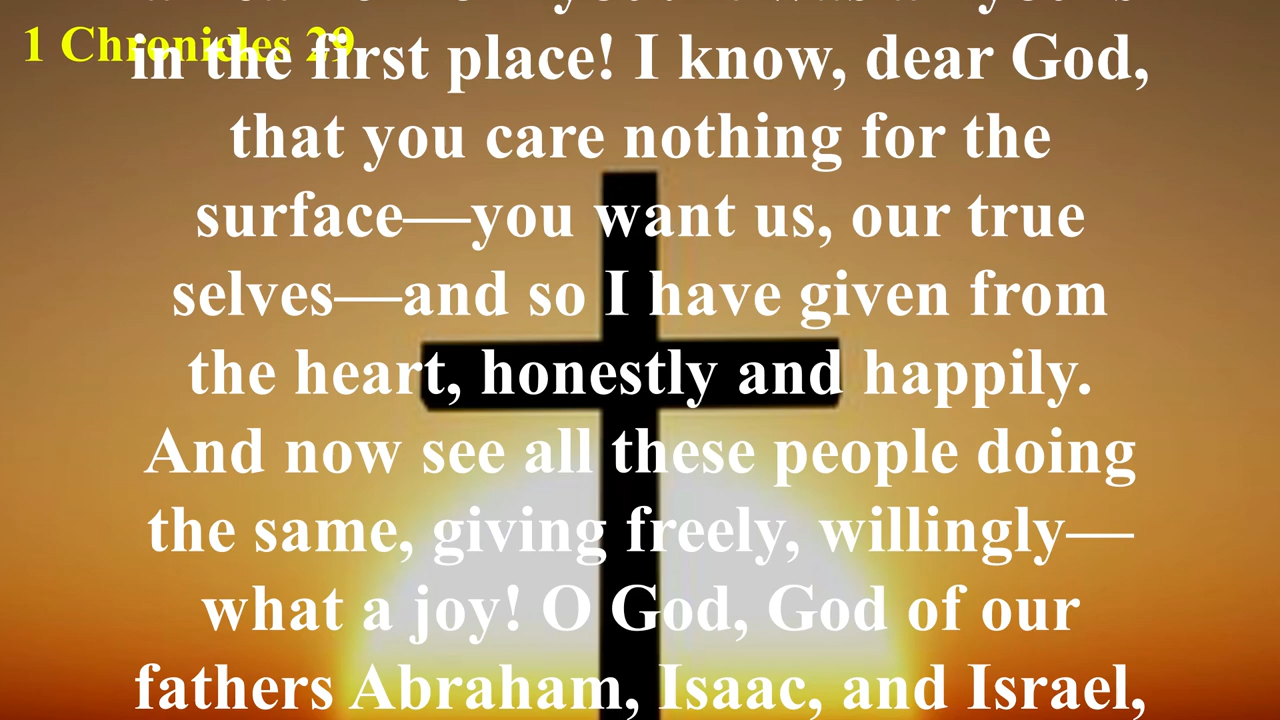 1 Chronicles 29
in the first place! I know, dear God,
that you care nothing for the
surface—you want us, our true
selves—and so I have given from
the heart, honestly and happily.
And now see all these people doing
the same, giving freely, willingly—
what a joy! O God, God of our
fathers Abraham, Isaac, and Israel,